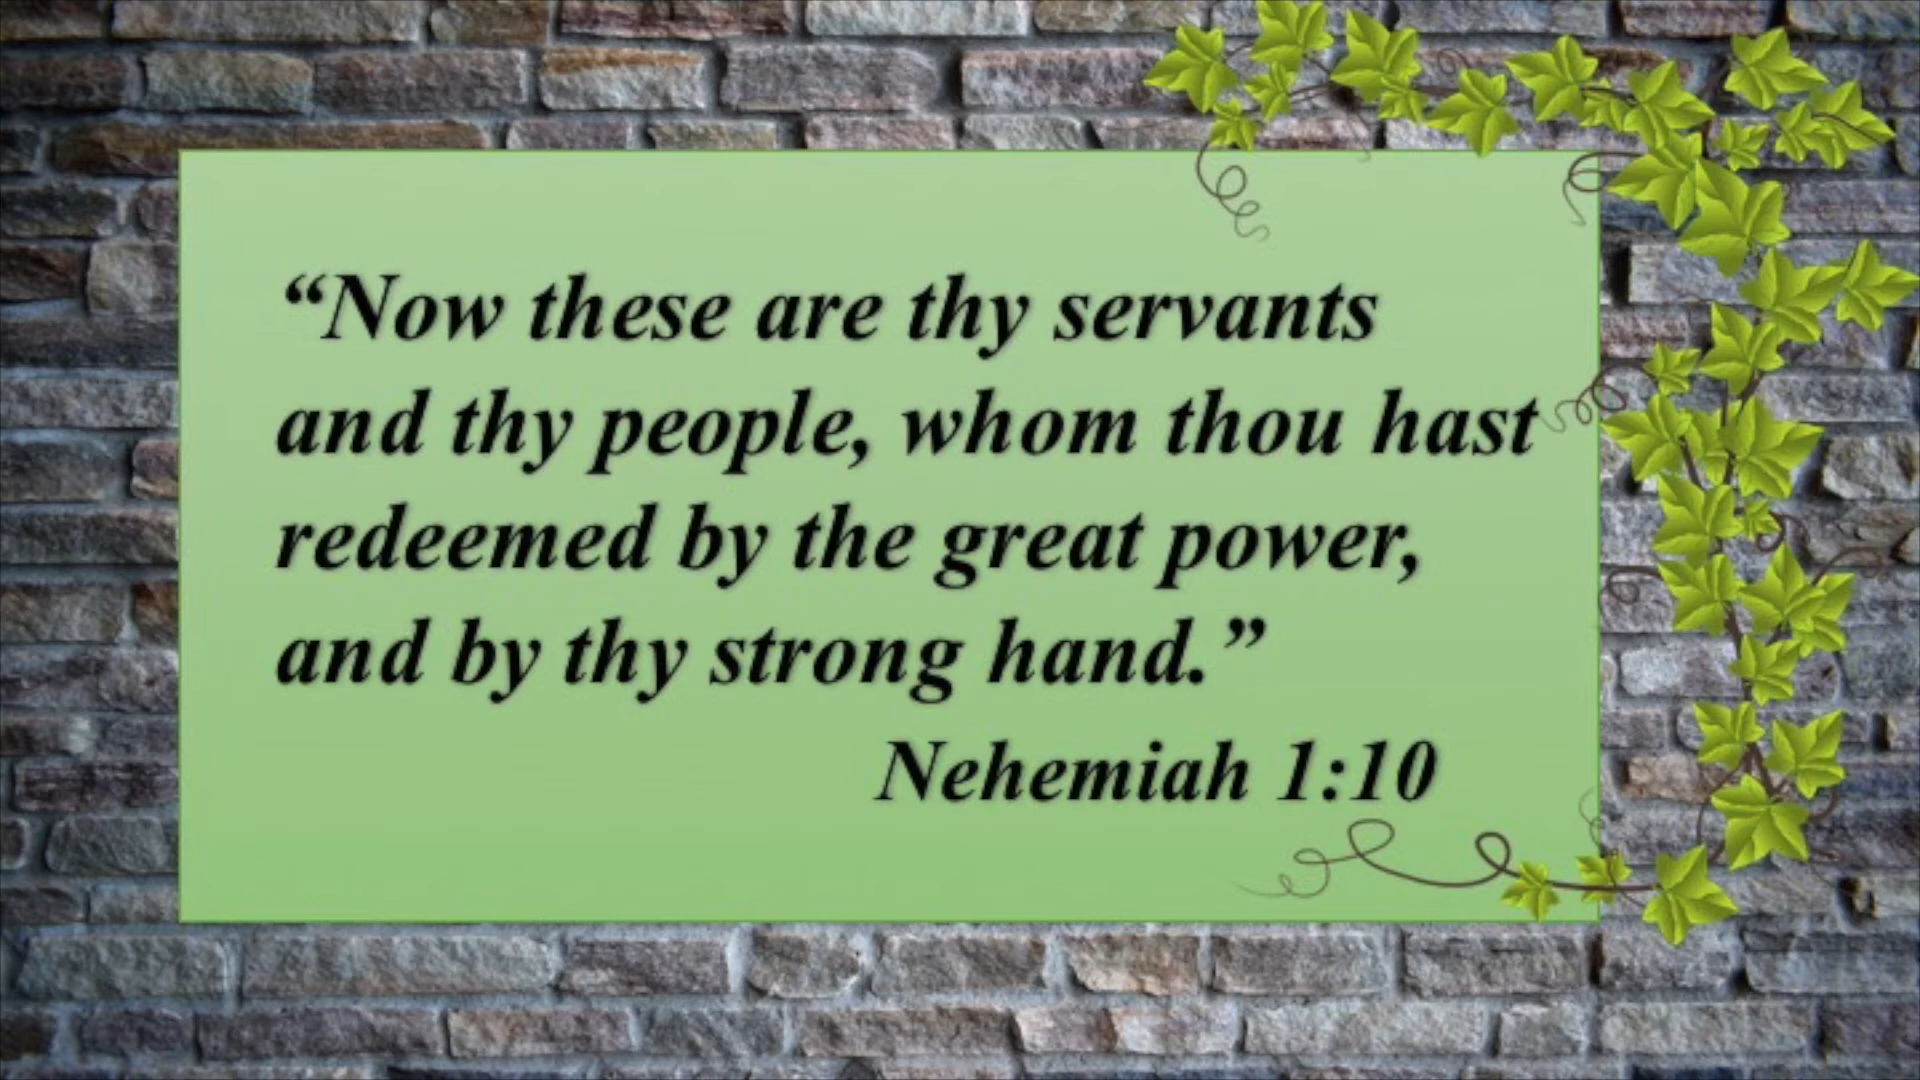 “Now these are thy servants
and thy people, whom thou hast
redeemed by the great power,
and by thy strong hand.”
Nehemiah 1:10